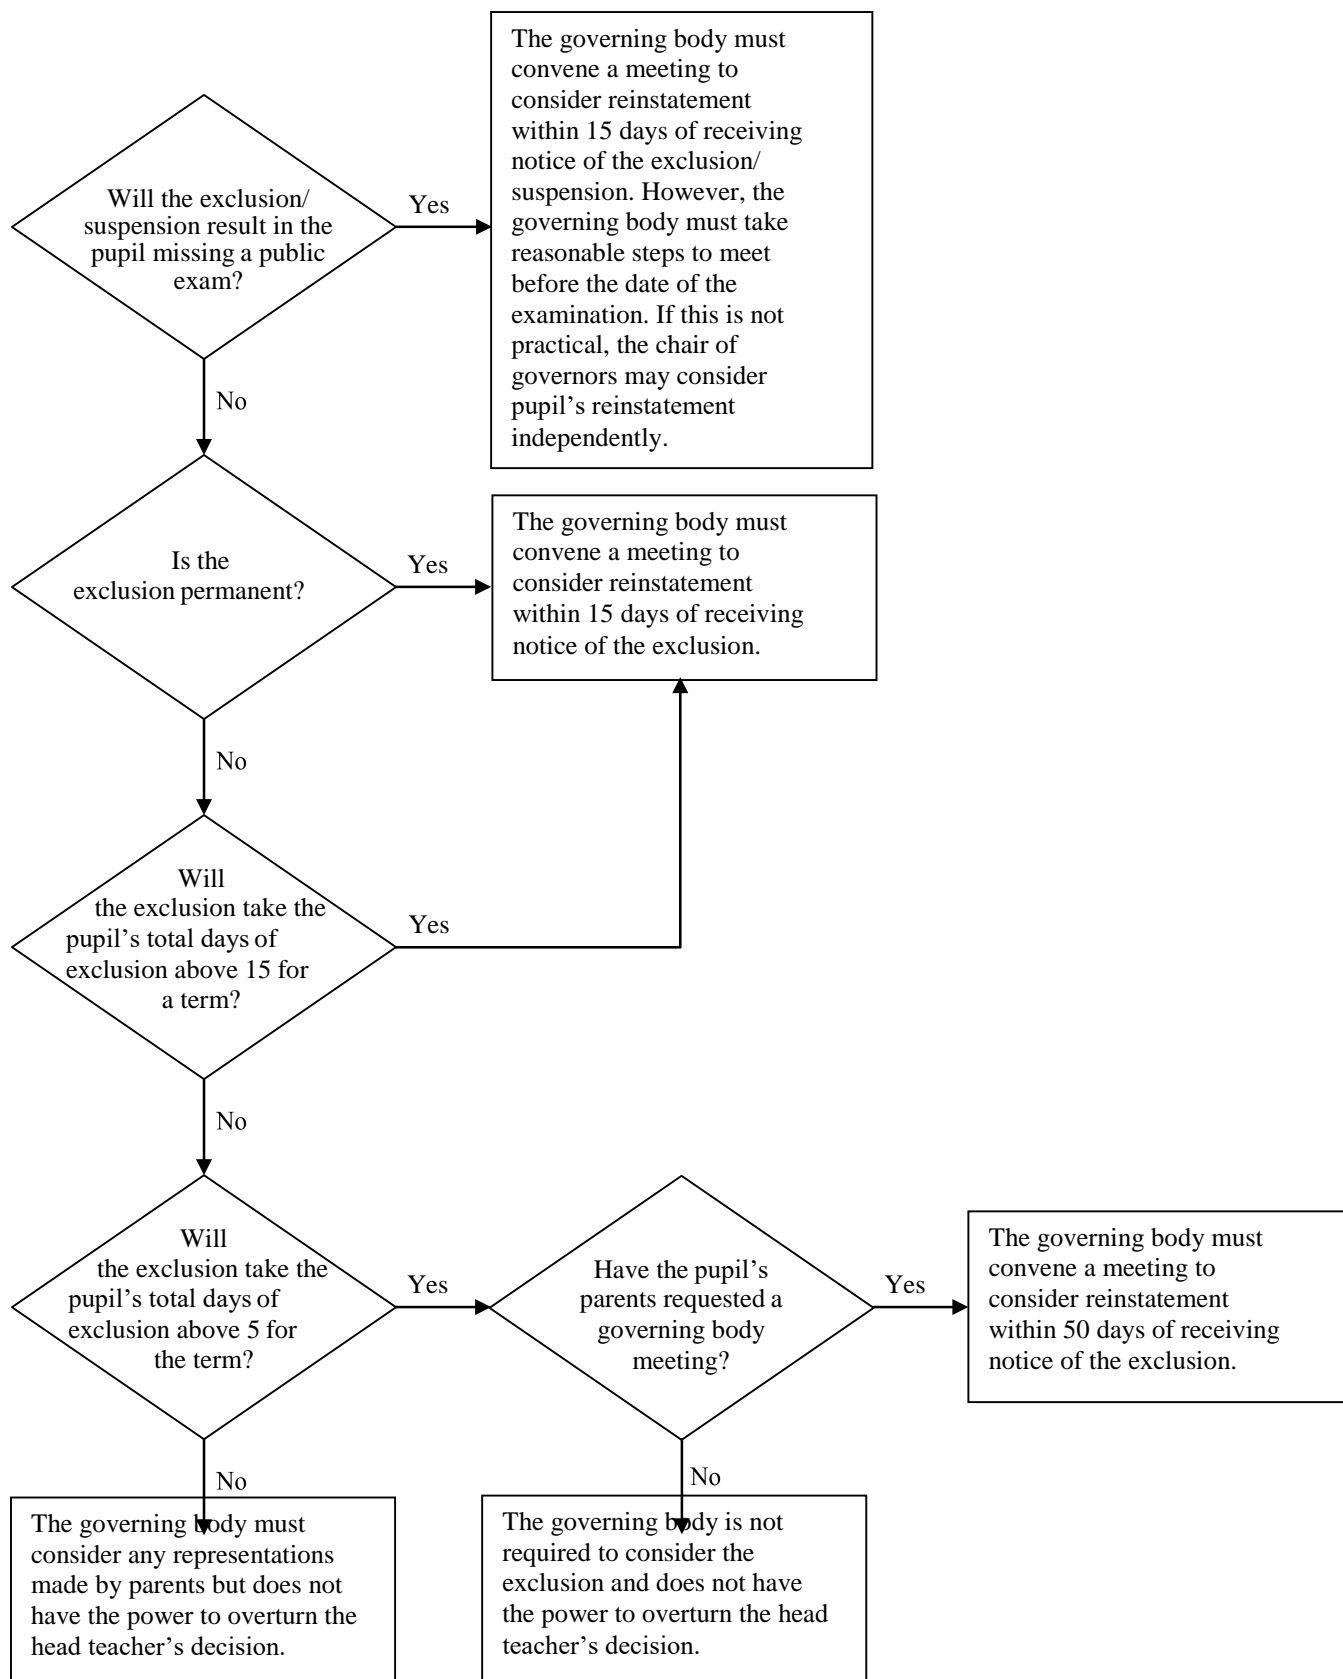 The governing body must
convene a meeting to
consider reinstatement
within 15 days of receiving
notice of the exclusion/
suspension. However, the
governing body must take
reasonable steps to meet
before the date of the
examination. If this is not
practical, the chair of
governors may consider
pupil’s reinstatement
independently.
Will the exclusion/
suspension result in the
pupil missing a public
exam?
Yes
No
Is the
exclusion permanent?
Yes
The governing body must
convene a meeting to
consider reinstatement
within 15 days of receiving
notice of the exclusion.
No
Will
the exclusion take the
pupil’s total days of
exclusion above 15 for
a term?
Yes
No
Will
the exclusion take the
pupil’s total days of
exclusion above 5 for
the term?
Yes
Have the pupil’s
parents requested a
governing body
meeting?
Yes
The governing body must
convene a meeting to
consider reinstatement
within 50 days of receiving
notice of the exclusion.
No
The governing body must
consider any representations
made by parents but does not
have the power to overturn the
head teacher’s decision.
No
The governing body is not
required to consider the
exclusion and does not have
the power to overturn the head
teacher’s decision.